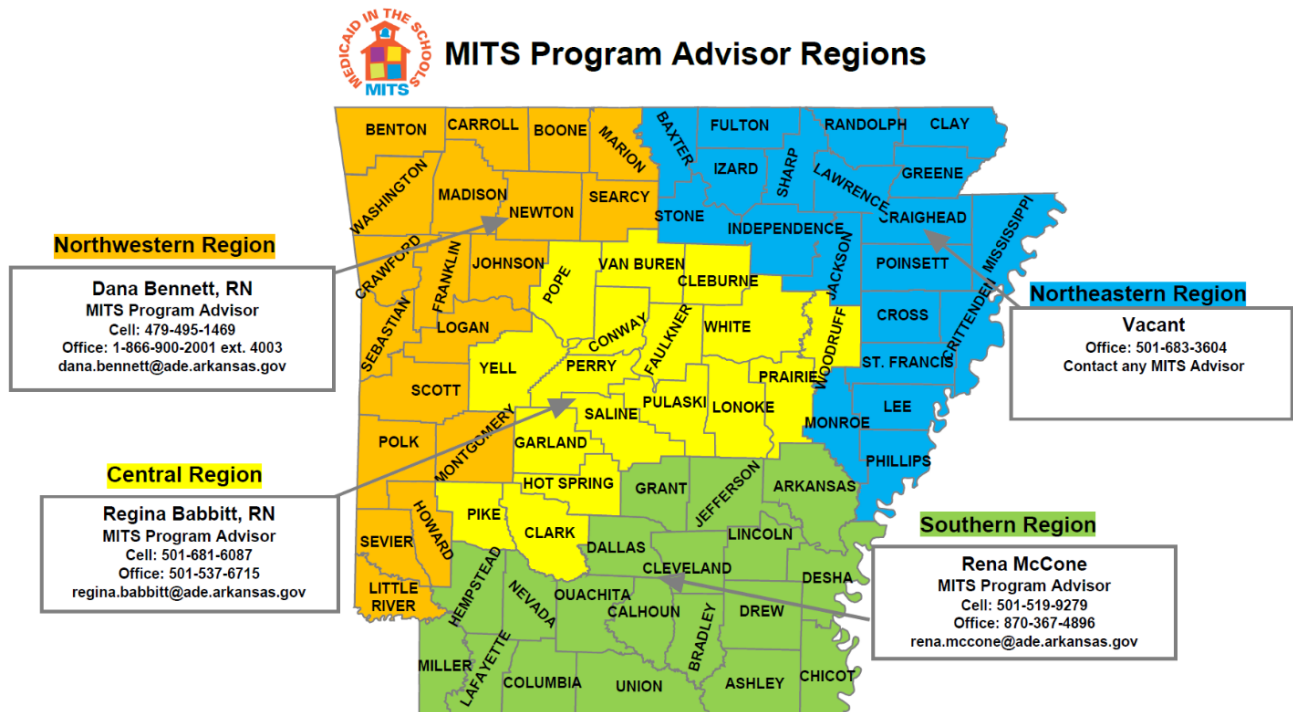 MEDICAID IN THE SCHOOLS
MITS
MITS Program Advisor Regions
BENTON
CARROLL
BOONE
MARION
BAXTER
FULTON
RANDOLPH
CLAY
IZARD
SHARP
LAWRENCE
GREENE
WASHINGTON
MADISON
NEWTON
SEARCY
STONE
INDEPENDENCE
CRAIGHEAD
MISSISSIPPI
Northwestern Region
Dana Bennett, RN
MITS Program Advisor
Cell: 479-495-1469
Office: 1-866-900-2001 ext. 4003
dana.bennett@ade.arkansas.gov
CRAWFORD
FRANKLIN
JOHNSON
POPE
VAN BUREN
CLEBURNE
JACKSON
POINSETT
Northeastern Region
Vacant
Office: 501-683-3604
Contact any MITS Advisor
SEBASTIAN
LOGAN
CONWAY
FAULKNER
WHITE
WOODRUFF
CROSS
CRITTENDEN
SCOTT
YELL
PERRY
PRAIRIE
ST. FRANCIS
POLK
MONTGOMERY
GARLAND
SALINE
PULASKI
LONOKE
MONROE
LEE
PHILLIPS
Central Region
Regina Babbitt, RN
MITS Program Advisor
Cell: 501-681-6087
Office: 501-537-6715
regina.babbitt@ade.arkansas.gov
HOT SPRING
GRANT
JEFFERSON
ARKANSAS
SEVIER
HOWARD
PIKE
CLARK
DALLAS
CLEVELAND
LINCOLN
DESHA
Southern Region
Rena McCone
MITS Program Advisor
Cell: 501-519-9279
Office: 870-367-4896
rena.mccone@ade.arkansas.gov
LITTLE
RIVER
HEMPSTEAD
NEVADA
OUACHITA
CALHOUN
BRADLEY
DREW
MILLER
LAFAYETTE
COLUMBIA
UNION
ASHLEY
CHICOT